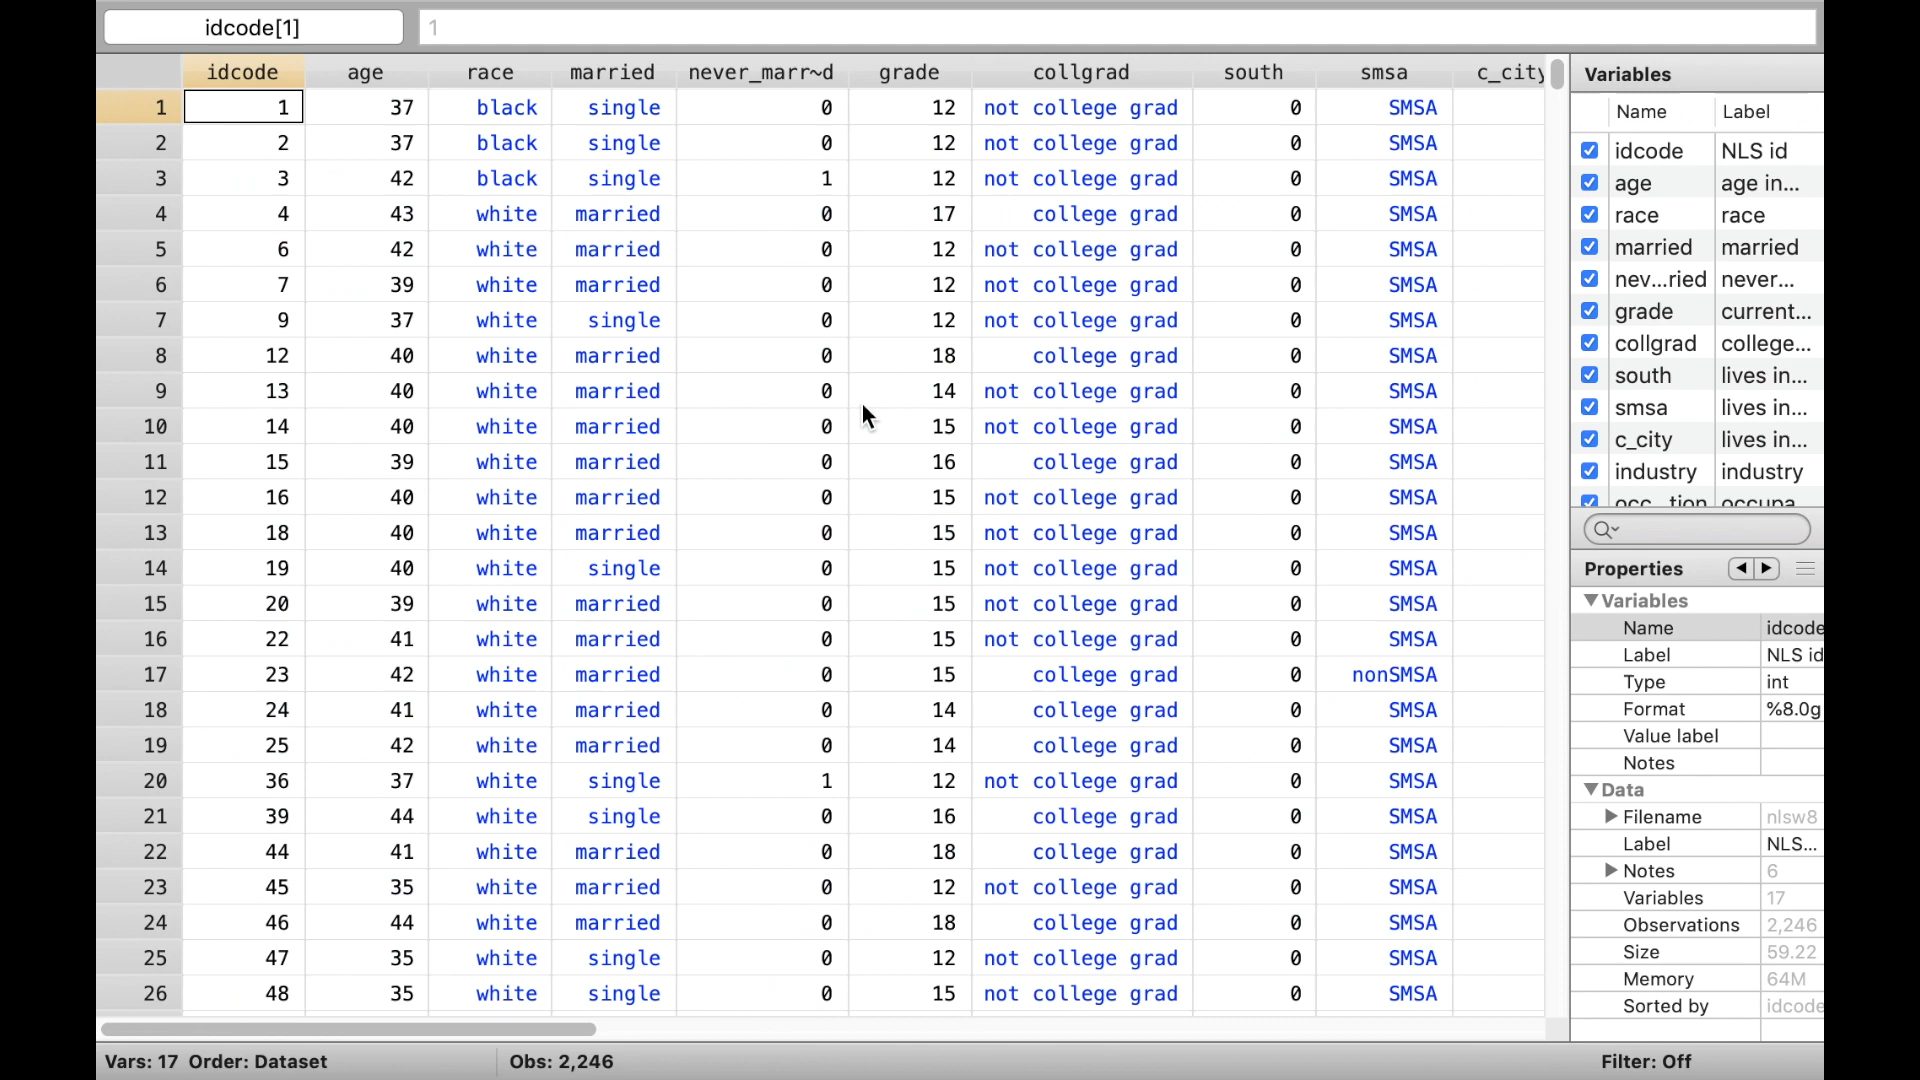 idcode[1] 1
idcode age race married never_marr~d grade collgrad south smsa c_city
1 1 37 black single 0 12 not college grad 0 SMSA
2 2 37 black single 0 12 not college grad 0 SMSA
3 3 42 black single 1 12 not college grad 0 SMSA
4 4 43 white married 0 17 college grad 0 SMSA
5 6 42 white married 0 12 not college grad 0 SMSA
6 7 39 white married 0 12 not college grad 0 SMSA
7 9 37 white single 0 12 not college grad 0 SMSA
8 12 40 white married 0 18 college grad 0 SMSA
9 13 40 white married 0 14 not college grad 0 SMSA
10 14 40 white married 0 15 not college grad 0 SMSA
11 15 39 white married 0 16 college grad 0 SMSA
12 16 40 white married 0 15 not college grad 0 SMSA
13 18 40 white married 0 15 not college grad 0 SMSA
14 19 40 white single 0 15 not college grad 0 SMSA
15 20 39 white married 0 15 not college grad 0 SMSA
16 22 41 white married 0 15 not college grad 0 SMSA
17 23 42 white married 0 15 college grad 0 nonSMSA
18 24 41 white married 0 14 college grad 0 SMSA
19 25 42 white married 0 14 college grad 0 SMSA
20 36 37 white single 1 12 not college grad 0 SMSA
21 39 44 white single 0 16 college grad 0 SMSA
22 44 41 white married 0 18 college grad 0 SMSA
23 45 35 white married 0 12 not college grad 0 SMSA
24 46 44 white married 0 18 college grad 0 SMSA
25 47 35 white single 0 12 not college grad 0 SMSA
26 48 35 white single 0 15 not college grad 0 SMSA
Variables
Name Label
idcode NLS id
age age in...
race race
married married
nev...ried never...
grade current...
collgrad college...
south lives in...
smsa lives in...
c_city lives in...
industry industry
occ...tion occupa
Properties
Variables
Name idcode
Label NLS id
Type int
Format %8.0g
Value label
Notes
Data
Filename nlsw8
Label NLS...
Notes 6
Variables 17
Observations 2,246
Size 59.22
Memory 64M
Sorted by idcode
Vars: 17 Order: Dataset Obs: 2,246 Filter: Off